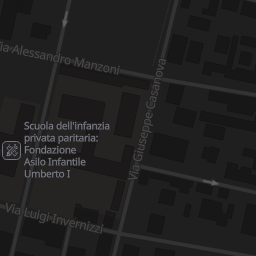 Via Alessandro Manzoni
Via Giuseppe Casanova
Scuola dell'infanzia
privata paritaria:
Fondazione
Asilo Infantile
Umberto I
Via Luigi Invernizzi